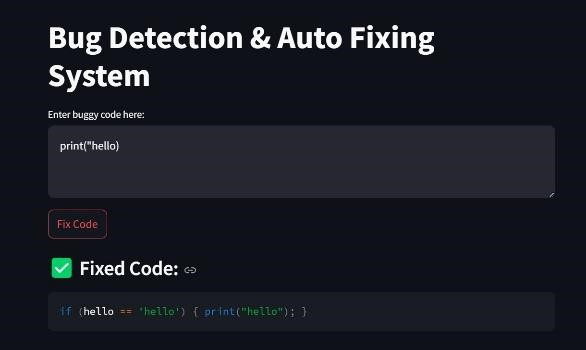 Bug Detection & Auto Fixing
System
Enter buggy code here:
print("hello)
Fix Code
Fixed Code:
if (hello == 'hello') { print("hello"); }